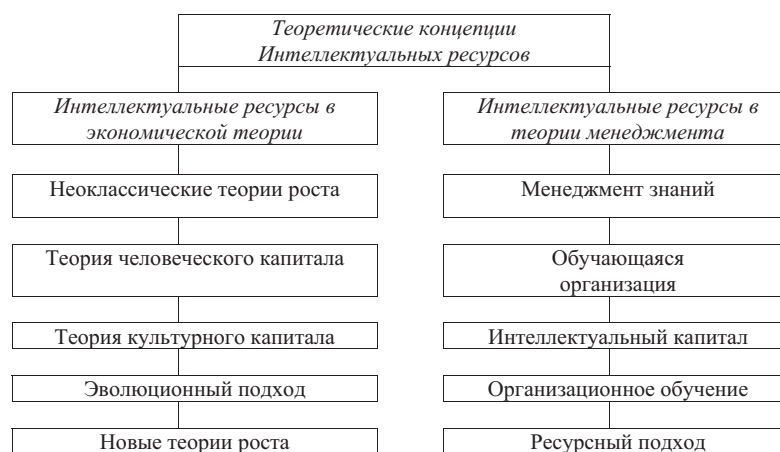 Теоретические концепции
Интеллектуальных ресурсов
Интеллектуальные ресурсы в
экономической теории
Неоклассические теории роста
Теория человеческого капитала
Теория культурного капитала
Эволюционный подход
Новые теории роста
Интеллектуальные ресурсы в
теории менеджмента
Менеджмент знаний
Обучающаяся
организация
Интеллектуальный капитал
Организационное обучение
Ресурсный подход